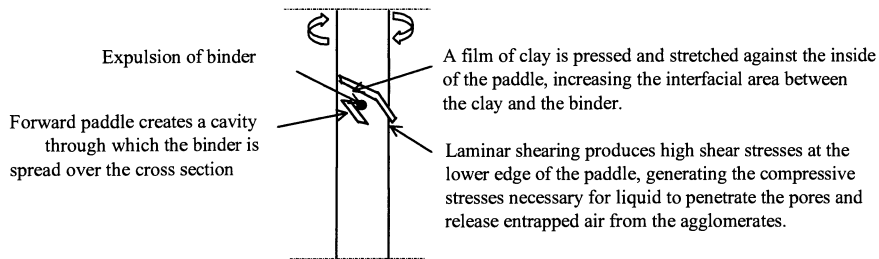 Expulsion of binder
Forward paddle creates a cavity
through which the binder is
spread over the cross section
A film of clay is pressed and stretched against the inside
of the paddle, increasing the interfacial area between
the clay and the binder.
Laminar shearing produces high shear stresses at the
lower edge of the paddle, generating the compressive
stresses necessary for liquid to penetrate the pores and
release entrapped air from the agglomerates.